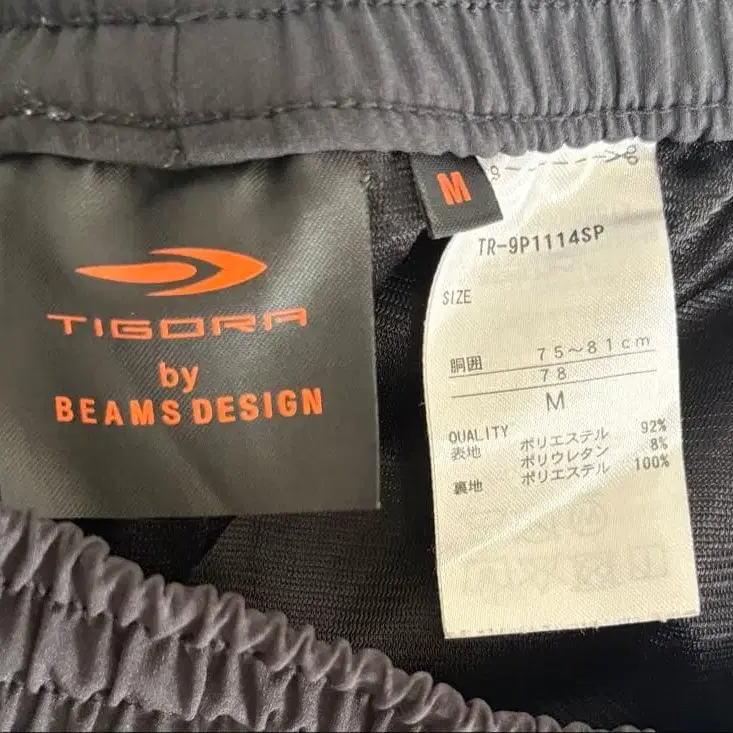 TIGORA
by
BEAMS DESIGN
M
TR-9P1114SP
SIZE
胴囲 75~81cm
78
M
QUALITY
表地 ポリエステル 92%
ポリウレタン 8%
裏地 ポリエステル 100%